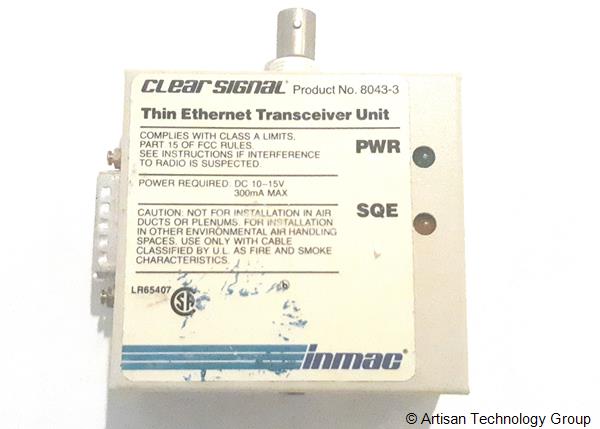 CLEAR SIGNAL Product No. 8043-3
Thin Ethernet Transceiver Unit
COMPLIES WITH CLASS A LIMITS,
PART 15 OF FCC RULES.
SEE INSTRUCTIONS IF INTERFERENCE
TO RADIO IS SUSPECTED.
PWR
POWER REQUIRED: DC 10-15V
300mA MAX
CAUTION: NOT FOR INSTALLATION IN AIR
DUCTS OR PLENUMS. FOR INSTALLATION
IN OTHER ENVIRONMENTAL AIR HANDLING
SPACES, USE ONLY WITH CABLE
CLASSIFIED BY U.L. AS FIRE AND SMOKE
CHARACTERISTICS.
SQE
LR65407 SA ®
inmac®
© Artisan Technology Group